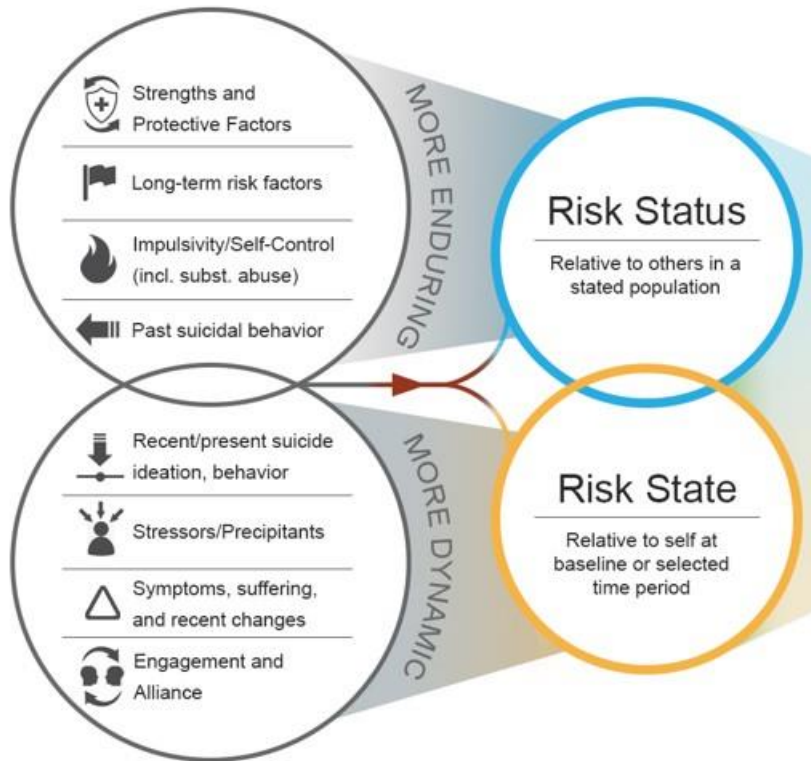 Strengths and
Protective Factors
Long-term risk factors
Impulsivity/Self-Control
(incl. subst. abuse)
Past suicidal behavior
MORE ENDURING
Risk Status
Relative to others in a
stated population
Recent/present suicide
ideation, behavior
Stressors/Precipitants
Symptoms, suffering,
and recent changes
Engagement and
Alliance
MORE DYNAMIC
Risk State
Relative to self at
baseline or selected
time period